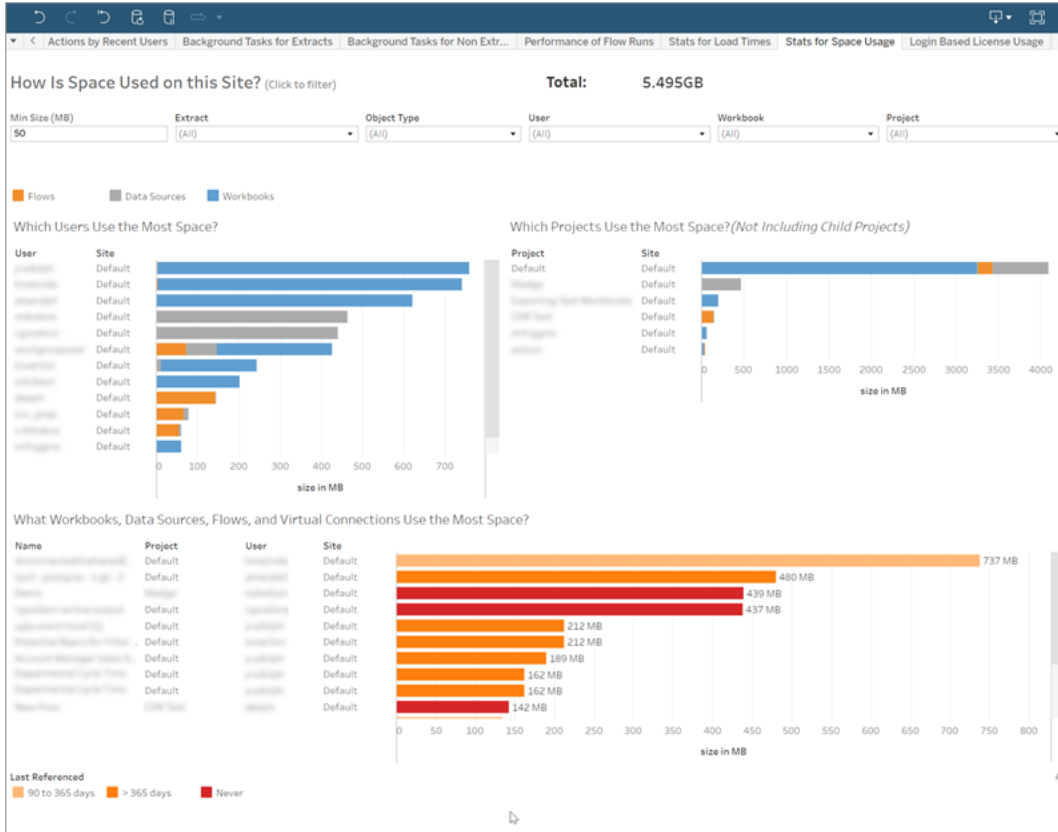 Actions by Recent Users Background Tasks for Extracts Background Tasks for Non Extr... Performance of Flow Runs Stats for Load Times Stats for Space Usage Login Based License Usage
How Is Space Used on this Site? (Click to filter) Total: 5.495GB
Min Size (MB) Extract Object Type User Workbook Project
50 (All) (All) (All) (All) (All)
Flows Data Sources Workbooks
Which Users Use the Most Space?
User Site
Default
Default
Default
Default
Default
Default
Default
Default
Default
Default
Default
Default
0 100 200 300 400 500 600 700
size in MB
Which Projects Use the Most Space?(Not Including Child Projects)
Project Site
Default Default
Default
Default
Default
Default
Default
0 500 1000 1500 2000 2500 3000 3500 4000
size in MB
What Workbooks, Data Sources, Flows, and Virtual Connections Use the Most Space?
Name Project User Site
Default Default 737 MB
Default Default 480 MB
Default 439 MB
Default Default 437 MB
Default Default 212 MB
Default Default 212 MB
Default Default 189 MB
Default Default 162 MB
Default Default 162 MB
Default 142 MB
0 50 100 150 200 250 300 350 400 450 500 550 600 650 700 750 800
size in MB
Last Referenced
90 to 365 days > 365 days Never